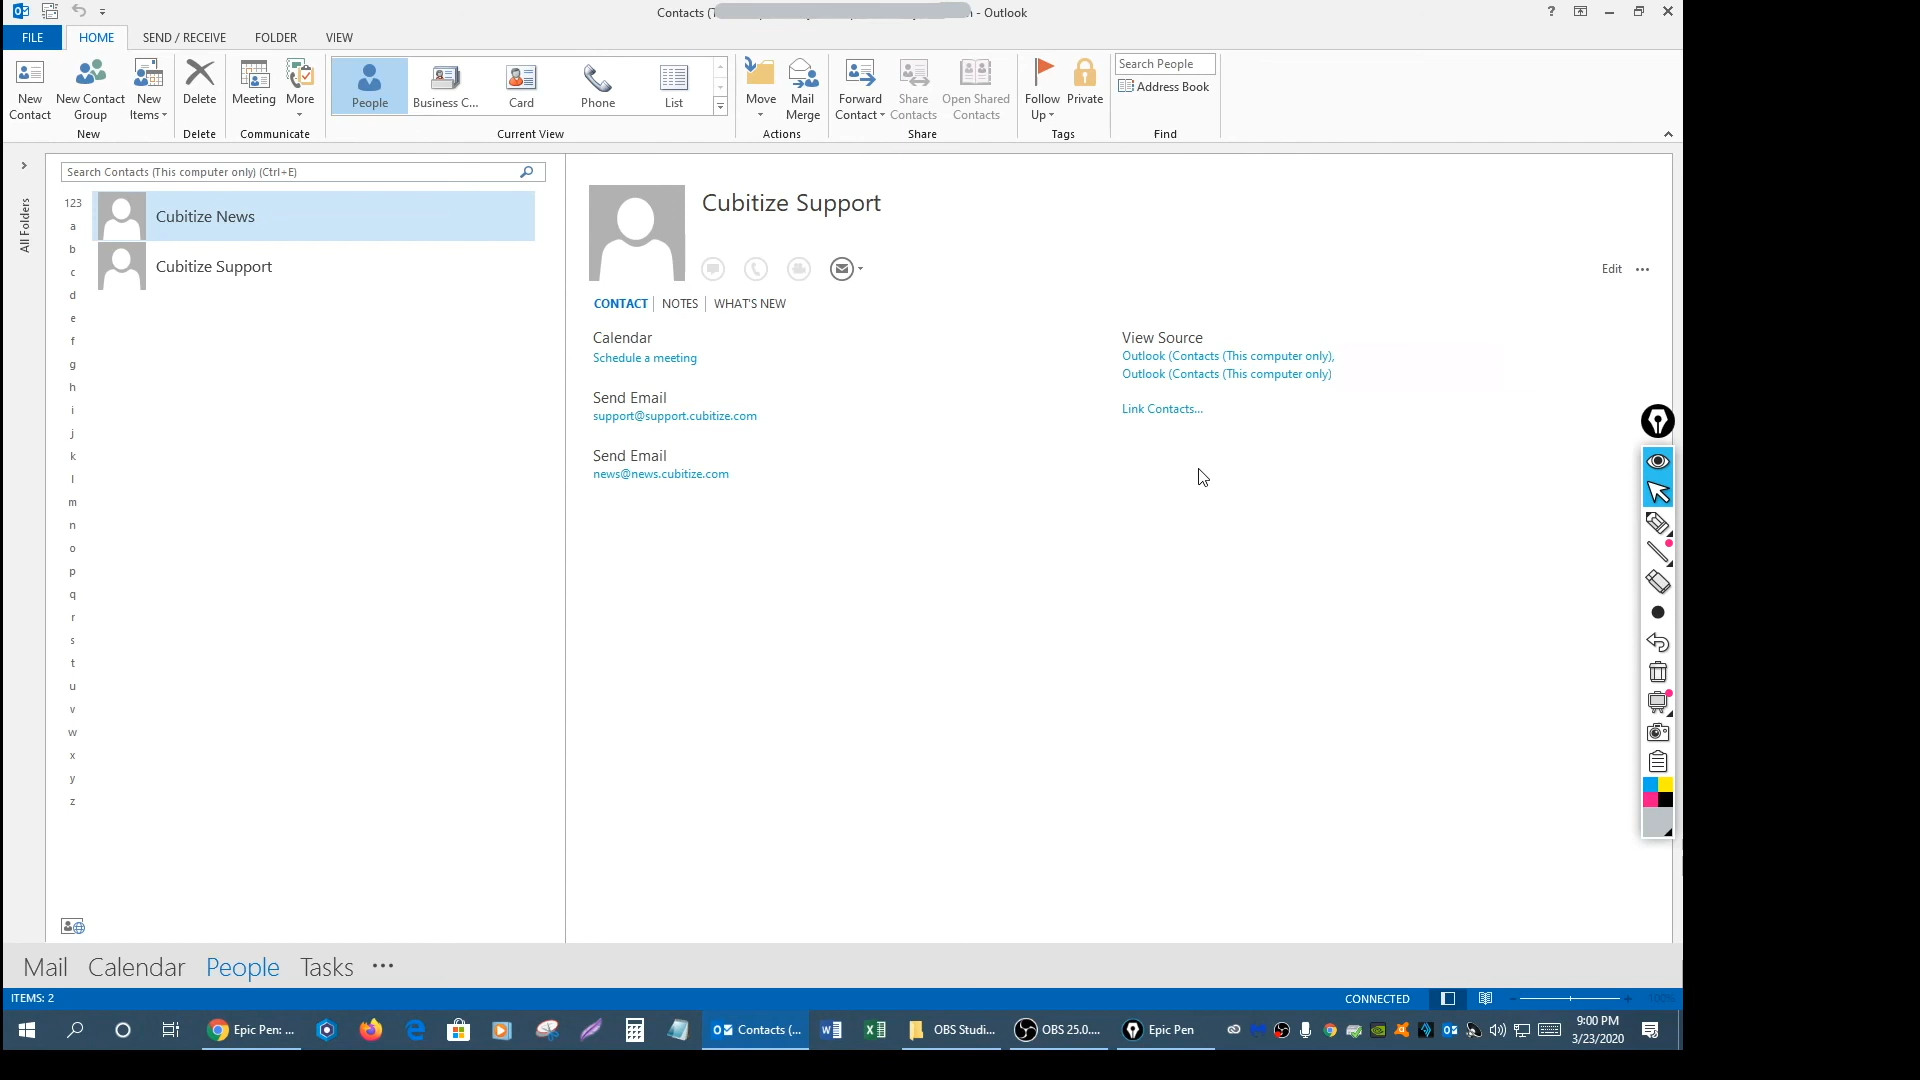 Contacts (T - Outlook
FILE HOME SEND / RECEIVE FOLDER VIEW
New Contact
New Contact Group
New Items
New
Delete
Delete
Meeting
More
Communicate
People
Business C...
Card
Phone
List
Current View
Move
Mail Merge
Actions
Forward Contact
Share Contacts
Open Shared Contacts
Share
Follow Up
Private
Tags
Search People
Address Book
Find
All Folders
Search Contacts (This computer only) (Ctrl+E)
123
a
b
c
d
e
f
g
h
i
j
k
l
m
n
o
p
q
r
s
t
u
v
w
x
y
z
Cubitize News
Cubitize Support
Cubitize Support
Edit
CONTACT NOTES WHAT'S NEW
Calendar
Schedule a meeting
Send Email
support@support.cubitize.com
Send Email
news@news.cubitize.com
View Source
Outlook (Contacts (This computer only),
Outlook (Contacts (This computer only)
Link Contacts...
Mail Calendar People Tasks ...
ITEMS: 2
CONNECTED
100%
Epic Pen: ...
Contacts (...
OBS Studi...
OBS 25.0....
Epic Pen
9:00 PM
3/23/2020